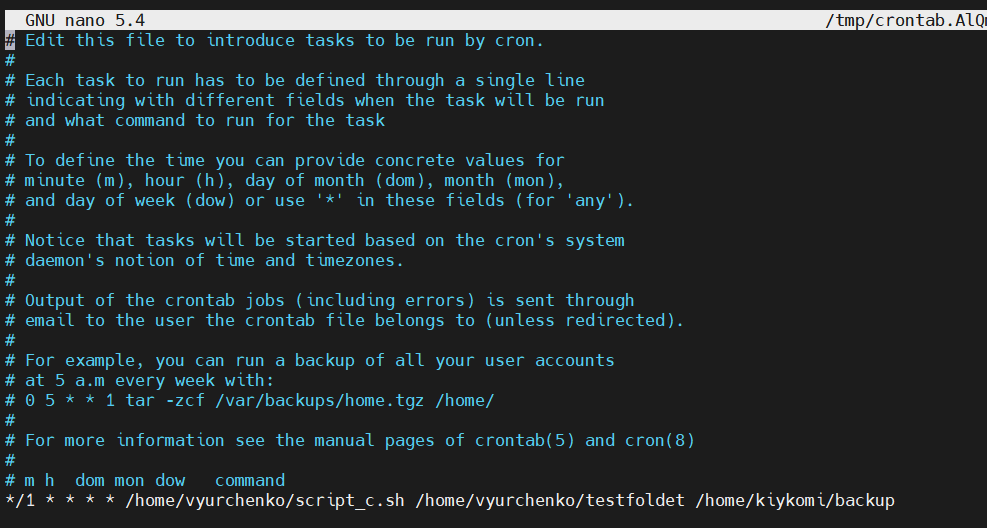 GNU nano 5.4 /tmp/crontab.AlQm
# Edit this file to introduce tasks to be run by cron.
#
# Each task to run has to be defined through a single line
# indicating with different fields when the task will be run
# and what command to run for the task
#
# To define the time you can provide concrete values for
# minute (m), hour (h), day of month (dom), month (mon),
# and day of week (dow) or use '*' in these fields (for 'any').
#
# Notice that tasks will be started based on the cron's system
# daemon's notion of time and timezones.
#
# Output of the crontab jobs (including errors) is sent through
# email to the user the crontab file belongs to (unless redirected).
#
# For example, you can run a backup of all your user accounts
# at 5 a.m every week with:
# 0 5 * * 1 tar -zcf /var/backups/home.tgz /home/
#
# For more information see the manual pages of crontab(5) and cron(8)
#
# m h  dom mon dow   command
*/1 * * * * /home/vyurchenko/script_c.sh /home/vyurchenko/testfoldet /home/kiykomi/backup